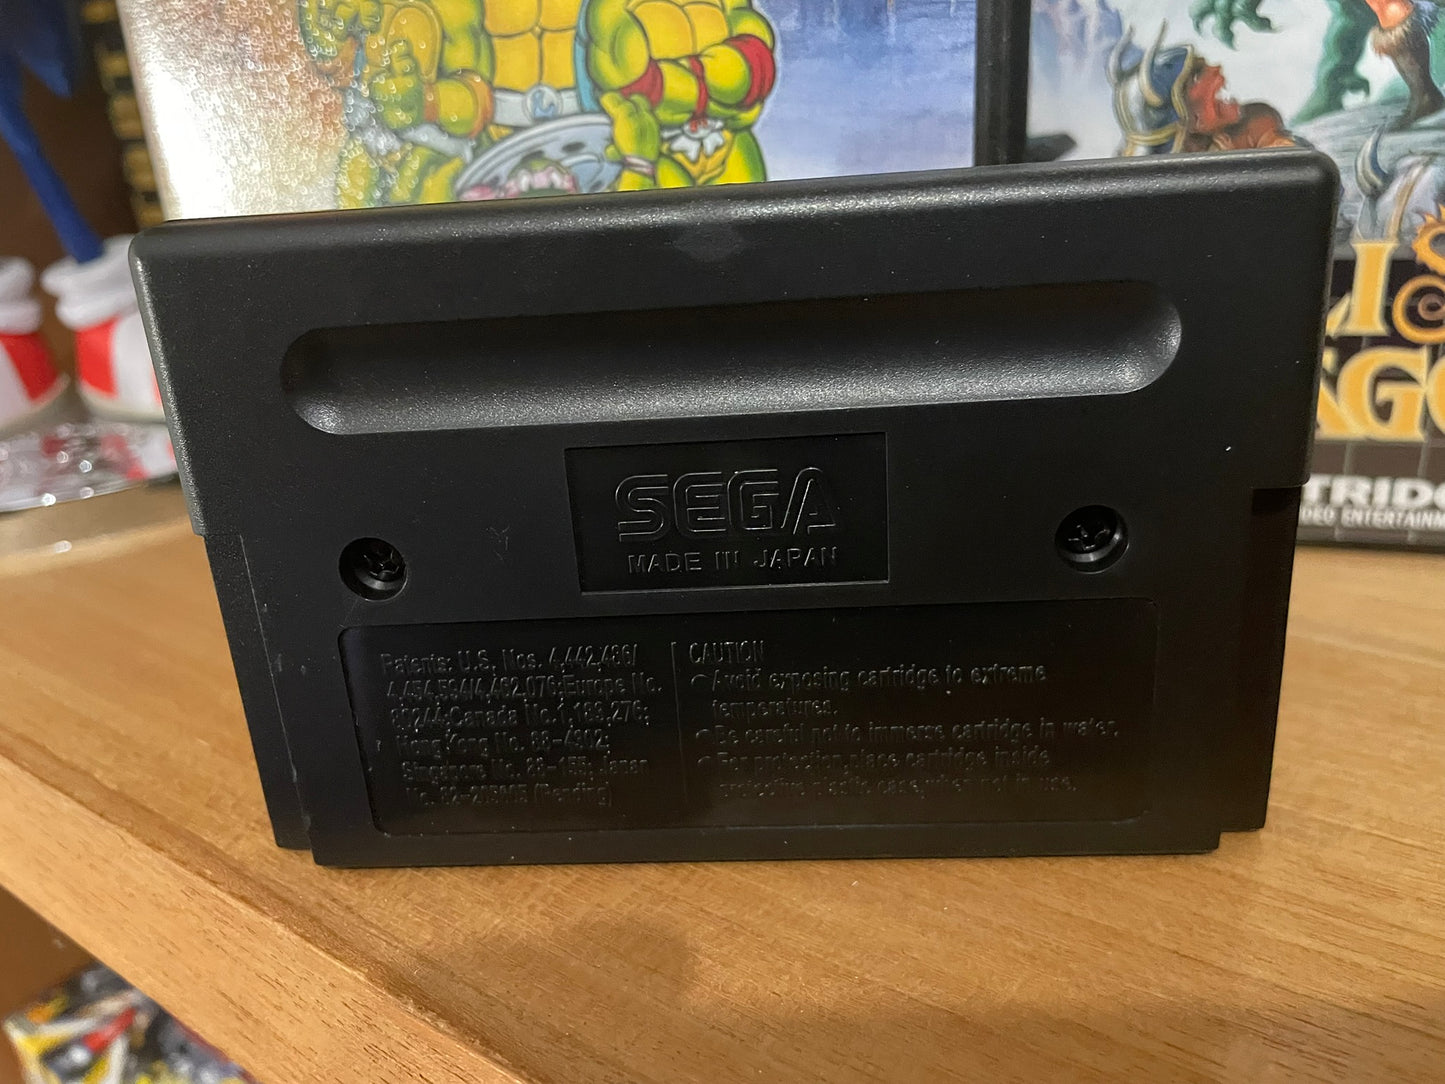 SEGA
MADE IN JAPAN
Patents: U.S. Nos. 4,442,486/
4,454,594/4,462,076;Europe No.
80244;Canada No.1,183,276;
Hong Kong No. 88-4302;
Singapore No. 88-155; Japan
No. (Pending)
CAUTION
• Avoid exposing cartridge to extreme
temperatures.
• Be careful not to immerse cartridge in water.
• For protection,place cartridge inside
protective plastic case,when not in use.
TRIDG
ENTERTAINM